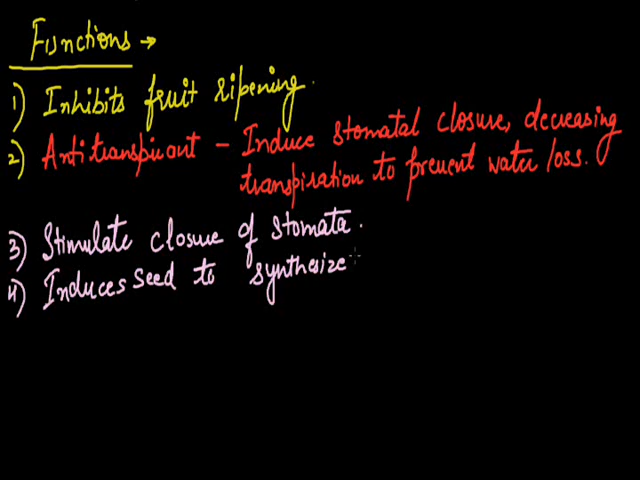 Functions →
1) Inhibits fruit ripening.
2) Antitranspirant - Induce stomatal closure, decreasing
transpiration to prevent water loss.
3) Stimulate closure of stomata.
4) Induces seed to synthesize